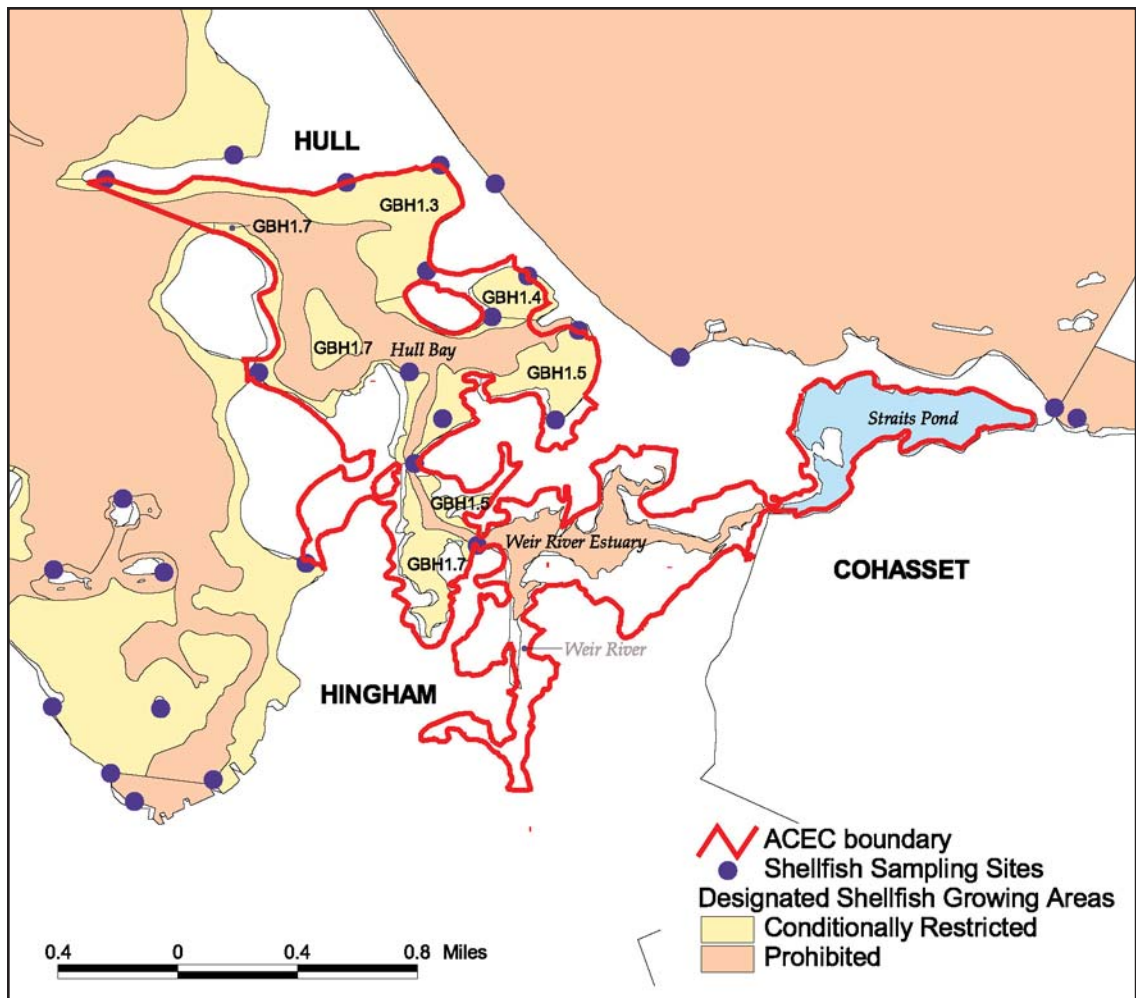 HULL
GBH1.3
GBH1.7
GBH1.4
GBH1.7
Hull Bay
GBH1.5
Straits Pond
GBH1.5
Weir River Estuary
GBH1.7
COHASSET
Weir River
HINGHAM
ACEC boundary
Shellfish Sampling Sites
Designated Shellfish Growing Areas
Conditionally Restricted
Prohibited
0.4 0 0.4 0.8 Miles